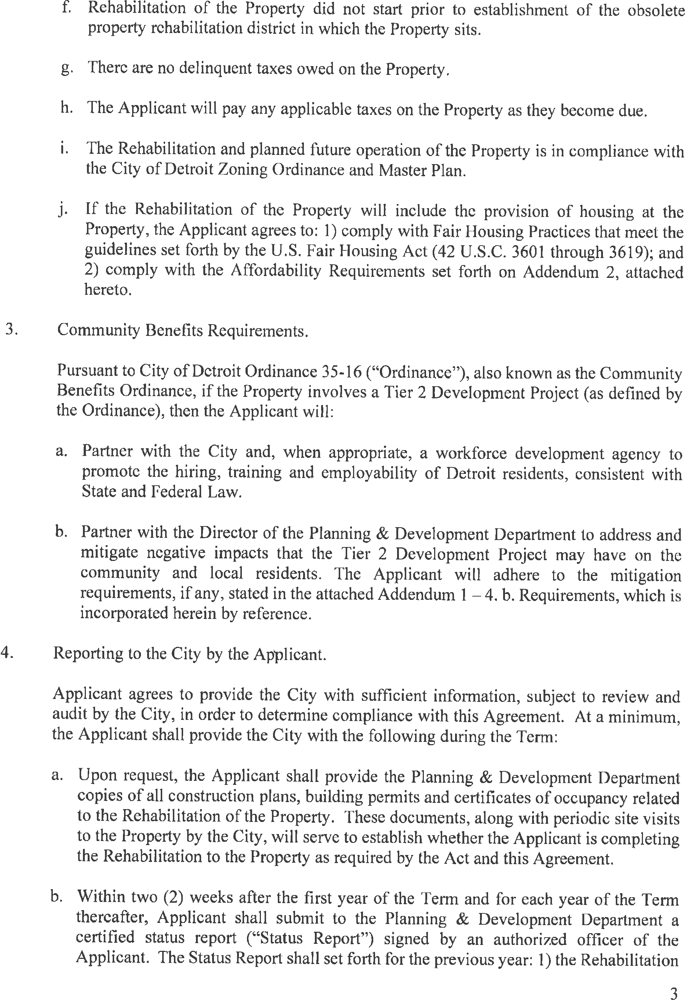 f. Rehabilitation of the Property did not start prior to establishment of the obsolete
property rehabilitation district in which the Property sits.
g. There are no delinquent taxes owed on the Property.
h. The Applicant will pay any applicable taxes on the Property as they become due.
i. The Rehabilitation and planned future operation of the Property is in compliance with
the City of Detroit Zoning Ordinance and Master Plan.
j. If the Rehabilitation of the Property will include the provision of housing at the
Property, the Applicant agrees to: 1) comply with Fair Housing Practices that meet the
guidelines set forth by the U.S. Fair Housing Act (42 U.S.C. 3601 through 3619); and
2) comply with the Affordability Requirements set forth on Addendum 2, attached
hereto.
3. Community Benefits Requirements.
Pursuant to City of Detroit Ordinance 35-16 (“Ordinance”), also known as the Community
Benefits Ordinance, if the Property involves a Tier 2 Development Project (as defined by
the Ordinance), then the Applicant will:
a. Partner with the City and, when appropriate, a workforce development agency to
promote the hiring, training and employability of Detroit residents, consistent with
State and Federal Law.
b. Partner with the Director of the Planning & Development Department to address and
mitigate negative impacts that the Tier 2 Development Project may have on the
community and local residents. The Applicant will adhere to the mitigation
requirements, if any, stated in the attached Addendum 1 – 4. b. Requirements, which is
incorporated herein by reference.
4. Reporting to the City by the Applicant.
Applicant agrees to provide the City with sufficient information, subject to review and
audit by the City, in order to determine compliance with this Agreement. At a minimum,
the Applicant shall provide the City with the following during the Term:
a. Upon request, the Applicant shall provide the Planning & Development Department
copies of all construction plans, building permits and certificates of occupancy related
to the Rehabilitation of the Property. These documents, along with periodic site visits
to the Property by the City, will serve to establish whether the Applicant is completing
the Rehabilitation to the Property as required by the Act and this Agreement.
b. Within two (2) weeks after the first year of the Term and for each year of the Term
thereafter, Applicant shall submit to the Planning & Development Department a
certified status report (“Status Report”) signed by an authorized officer of the
Applicant. The Status Report shall set forth for the previous year: 1) the Rehabilitation
3